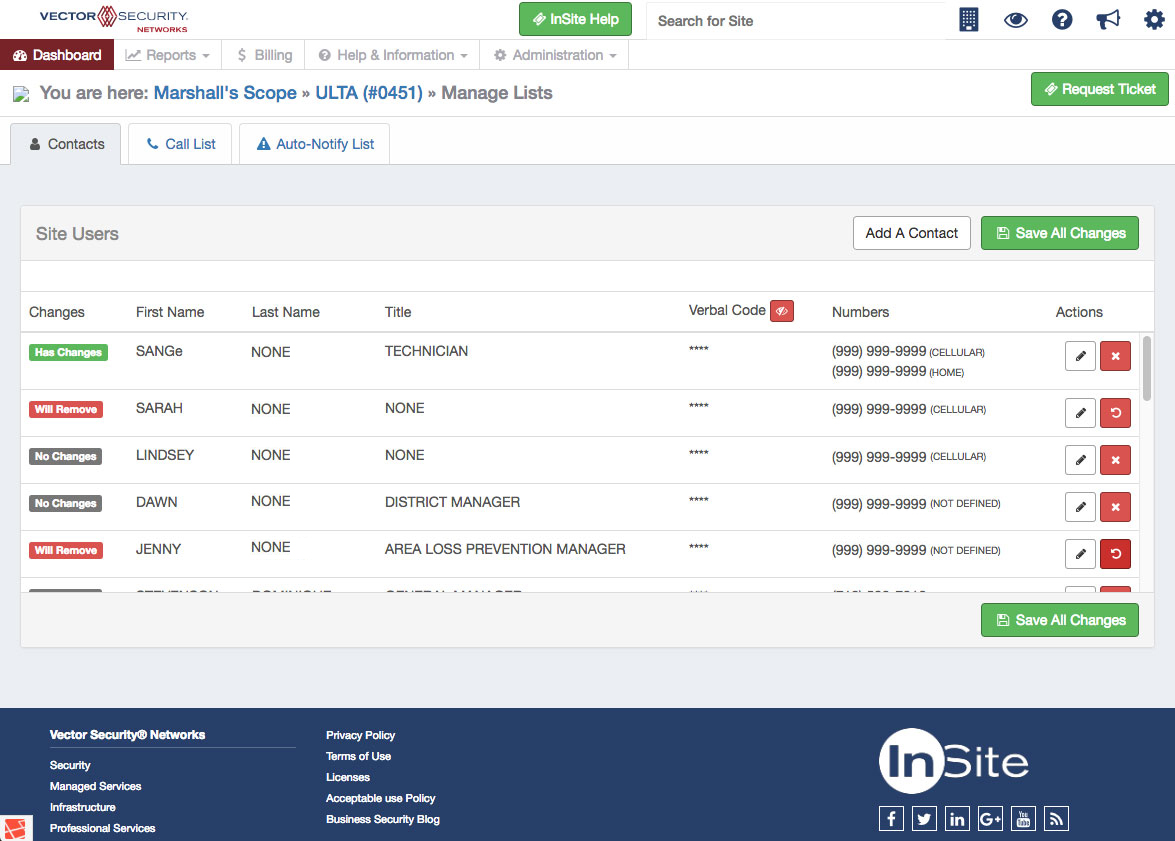 VECTOR SECURITY.
NETWORKS
InSite Help
Search for Site
Dashboard
Reports
$ Billing
Help & Information
Administration
You are here: Marshall's Scope » ULTA (#0451) » Manage Lists
Request Ticket
Contacts
Call List
Auto-Notify List
Site Users
Add A Contact
Save All Changes
Changes First Name Last Name Title Verbal Code Numbers Actions
Has Changes SANGe NONE TECHNICIAN **** (999) 999-9999 (CELLULAR)
(999) 999-9999 (HOME)
Will Remove SARAH NONE NONE **** (999) 999-9999 (CELLULAR)
No Changes LINDSEY NONE NONE **** (999) 999-9999 (CELLULAR)
No Changes DAWN NONE DISTRICT MANAGER **** (999) 999-9999 (NOT DEFINED)
Will Remove JENNY NONE AREA LOSS PREVENTION MANAGER **** (999) 999-9999 (NOT DEFINED)
Save All Changes
Vector Security® Networks
Security
Managed Services
Infrastructure
Professional Services
Privacy Policy
Terms of Use
Licenses
Acceptable use Policy
Business Security Blog
InSite
f in G+ You Tube